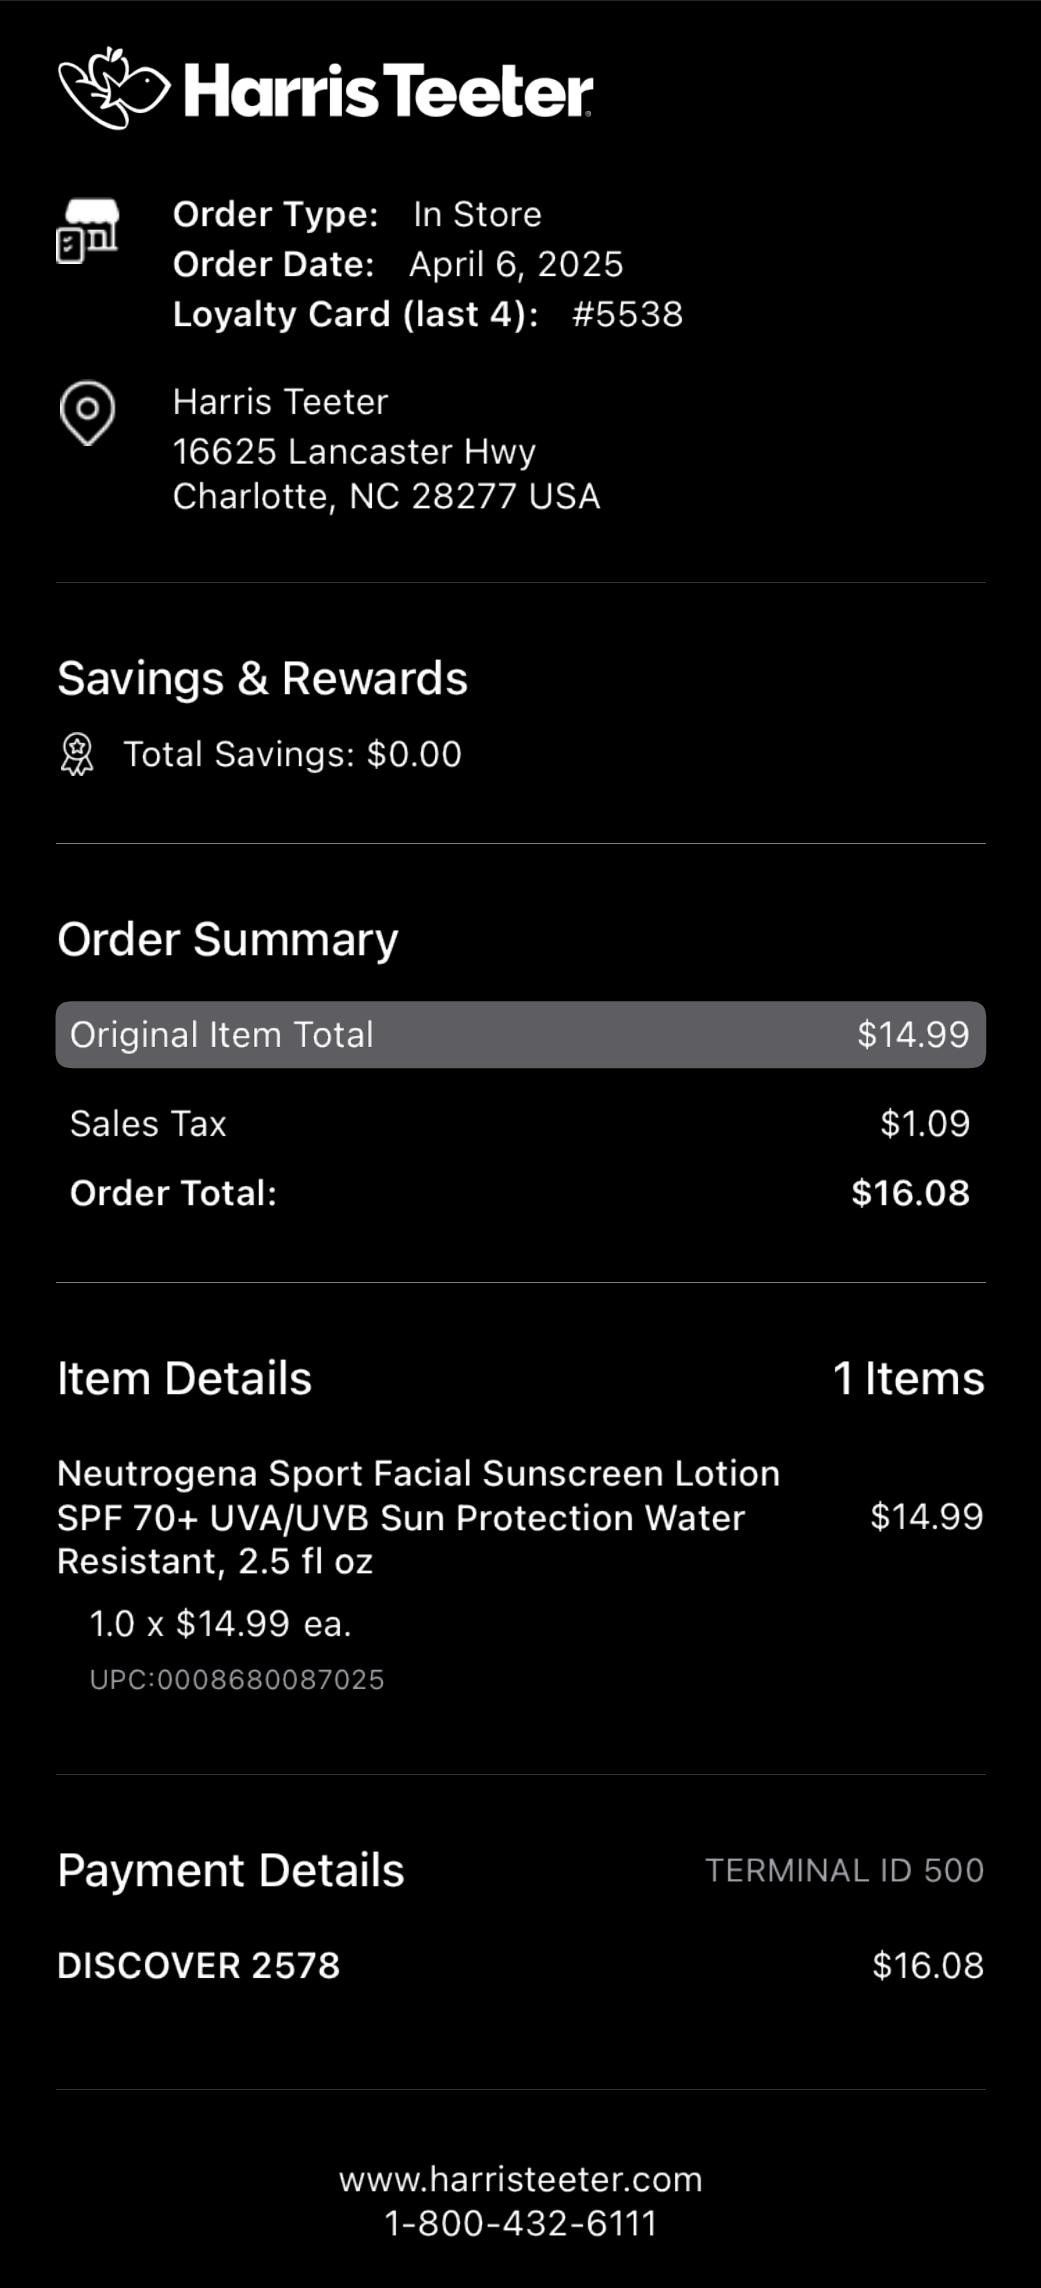 Harris Teeter
Order Type: In Store
Order Date: April 6, 2025
Loyalty Card (last 4): #5538
Harris Teeter
16625 Lancaster Hwy
Charlotte, NC 28277 USA
Savings & Rewards
Total Savings: $0.00
Order Summary
Original Item Total $14.99
Sales Tax $1.09
Order Total: $16.08
Item Details 1 Items
Neutrogena Sport Facial Sunscreen Lotion
SPF 70+ UVA/UVB Sun Protection Water $14.99
Resistant, 2.5 fl oz
1.0 x $14.99 ea.
UPC:0008680087025
Payment Details TERMINAL ID 500
DISCOVER 2578 $16.08
www.harristeeter.com
1-800-432-6111